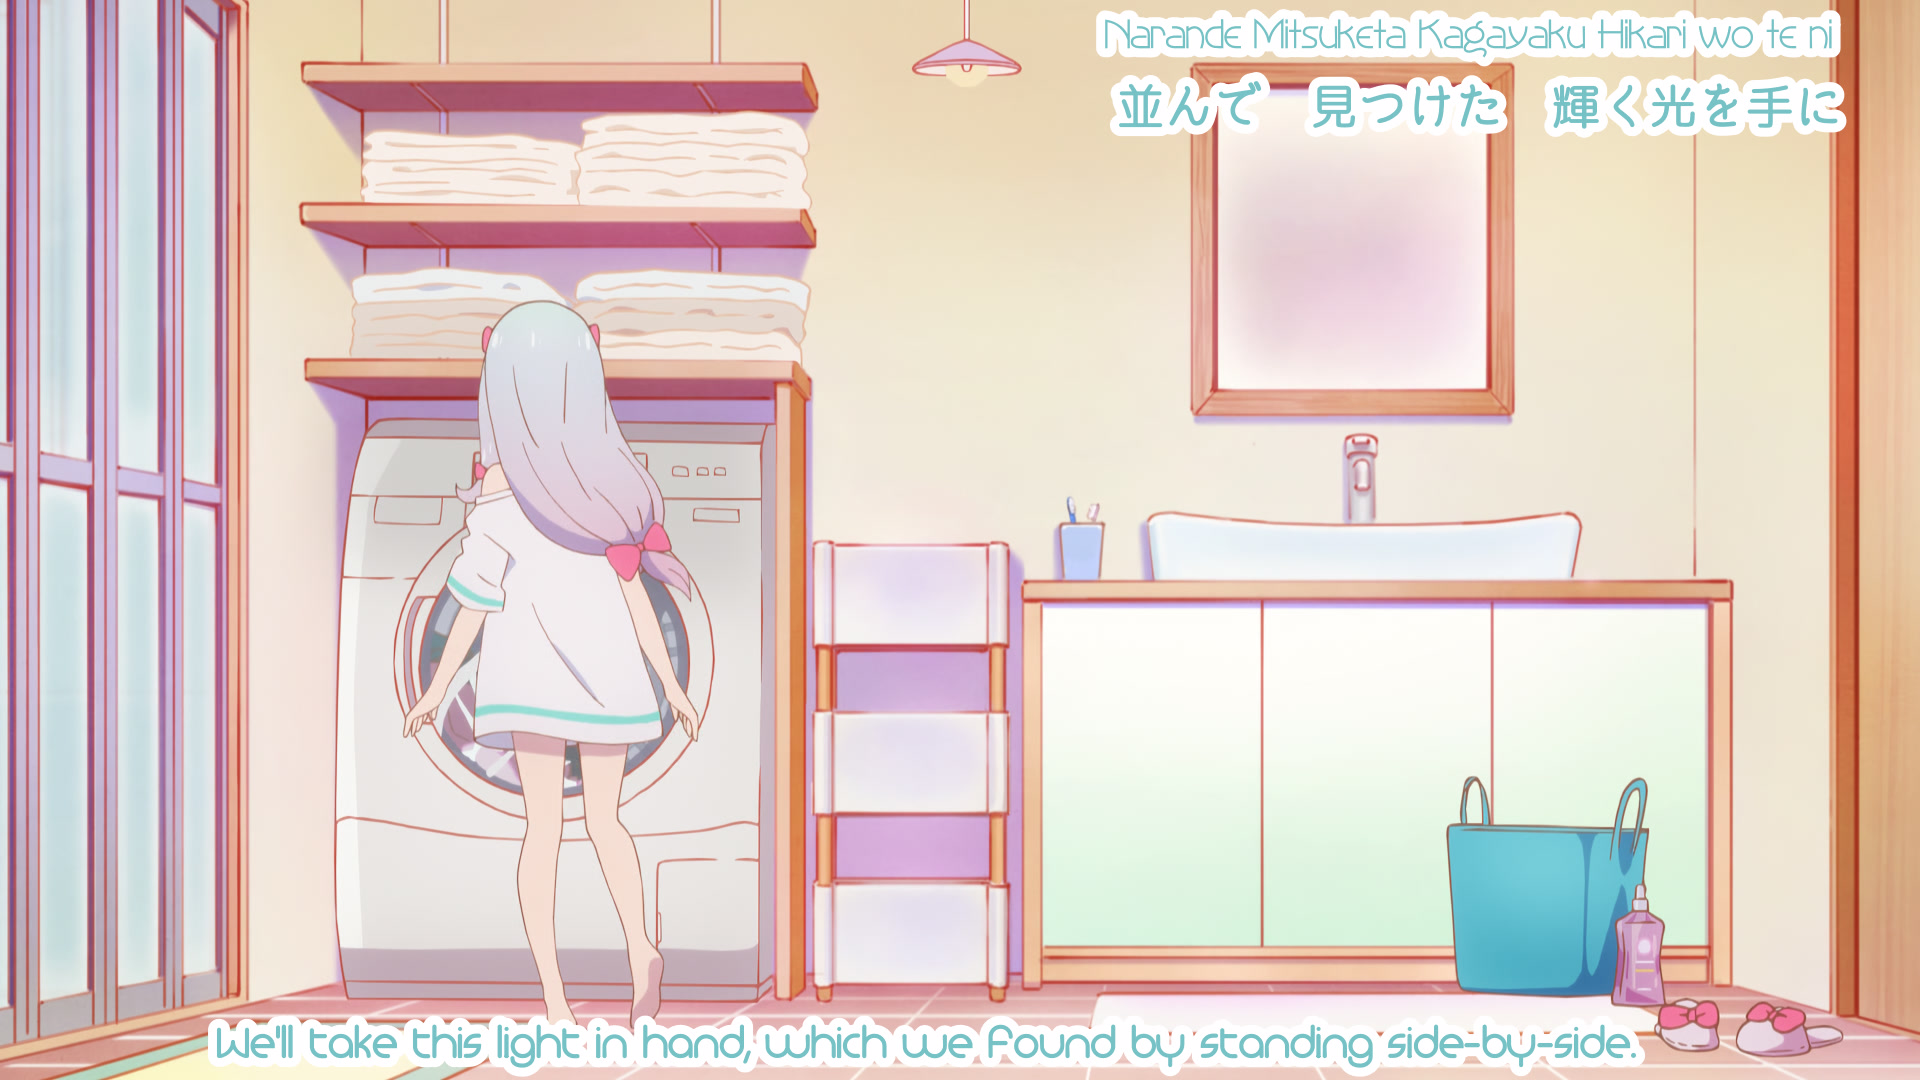 Narande Mitsuketa Kagayaku Hikari wo te ni
並んで　見つけた　輝く光を手に
We'll take this light in hand, which we found by standing side-by-side.